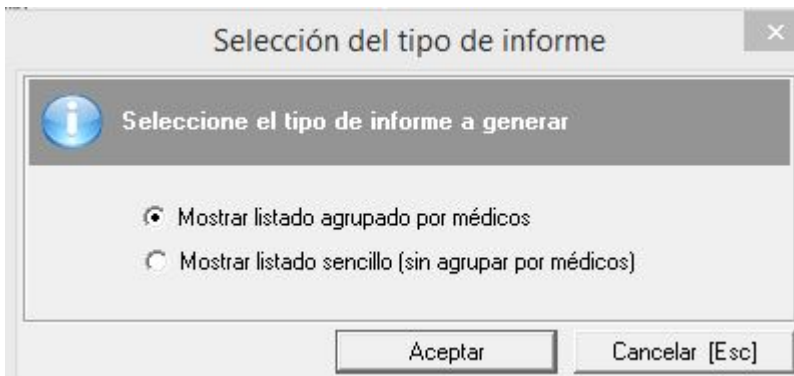 Selección del tipo de informe
Seleccione el tipo de informe a generar
Mostrar listado agrupado por médicos
Mostrar listado sencillo (sin agrupar por médicos)
Aceptar
Cancelar [Esc]